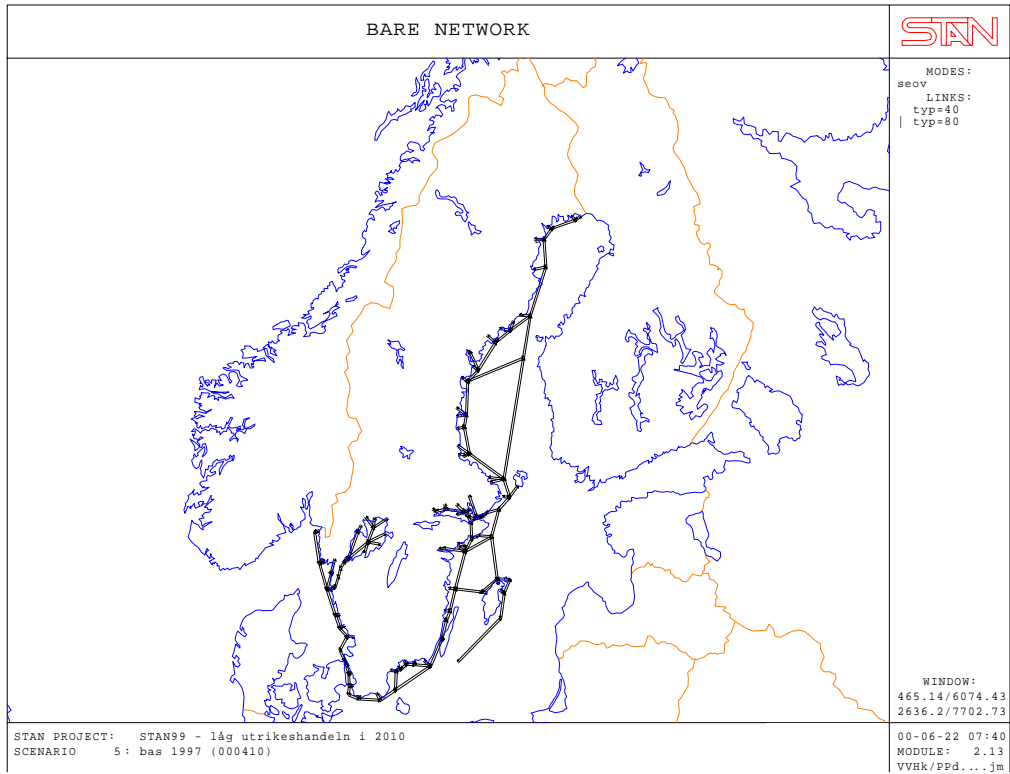 BARE NETWORK
STAN
MODES:
seov
LINKS:
typ=40
| typ=80
WINDOW:
465.14/6074.43
2636.2/7702.73
STAN PROJECT: STAN99 - låg utrikeshandeln i 2010
SCENARIO 5: bas 1997 (000410)
00-06-22 07:40
MODULE: 2.13
VVHk/PPd....jm